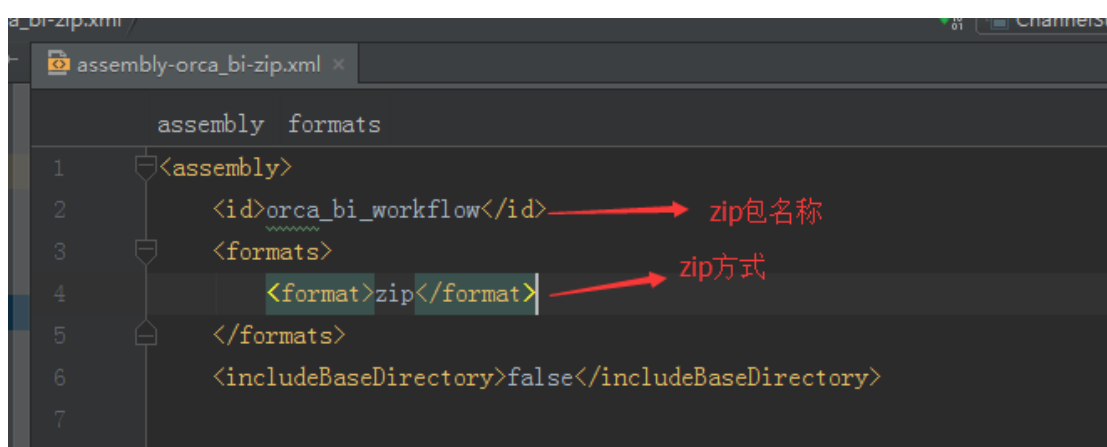 a_bi-zip.xml
assembly-orca_bi-zip.xml ×
assembly formats
1 <assembly>
2 <id>orca_bi_workflow</id> zip包名称
3 <formats>
zip方式
4 <format>zip</format>
5 </formats>
6 <includeBaseDirectory>false</includeBaseDirectory>
7